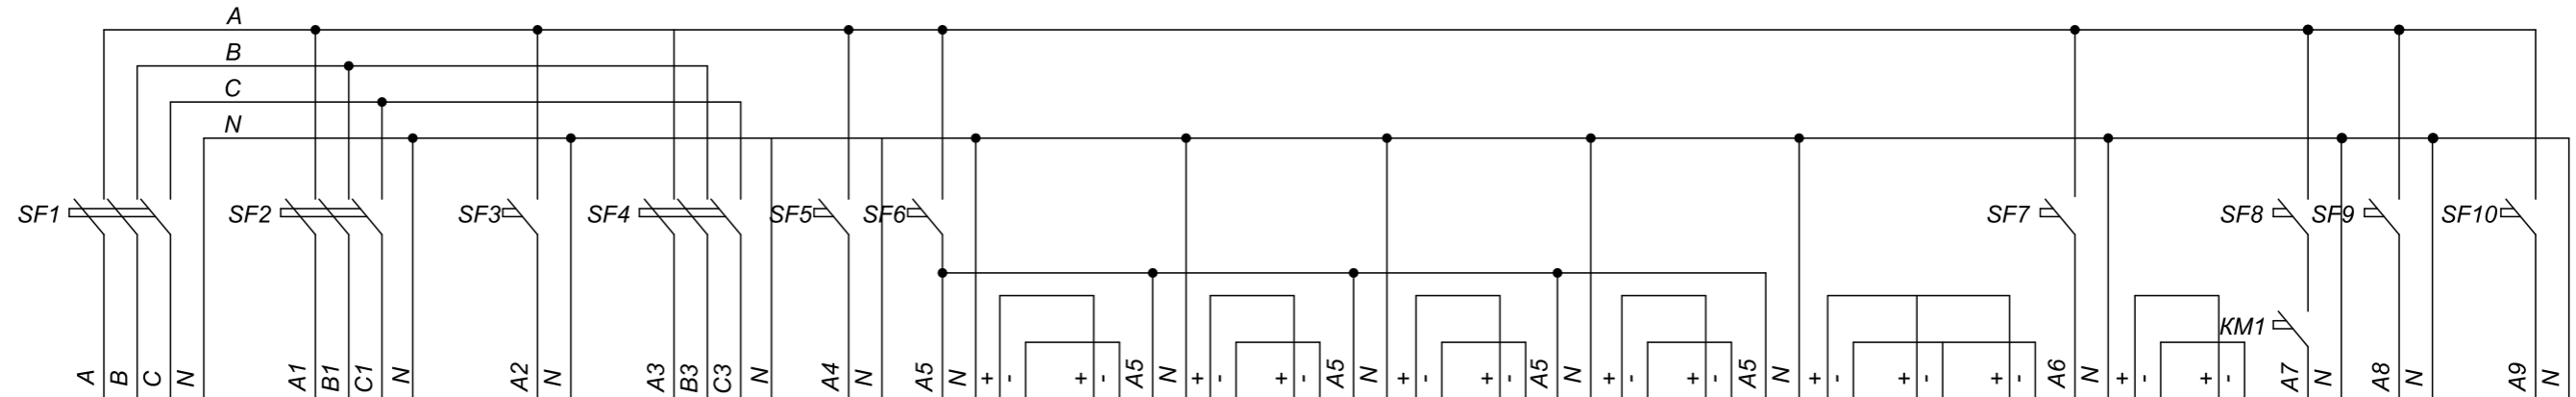 A
B
C
N
SF1 SF2 SF3 SF4 SF5 SF6 SF7 SF8 SF9 SF10
КМ1
A B C N A1 B1 C1 N A2 N A3 B3 C3 N A4 N A5 N + - + - A5 N + - + - A5 N + - + - A5 N + - + - A5 N + - + - + - A6 N + - + - A7 N A8 N A9 N